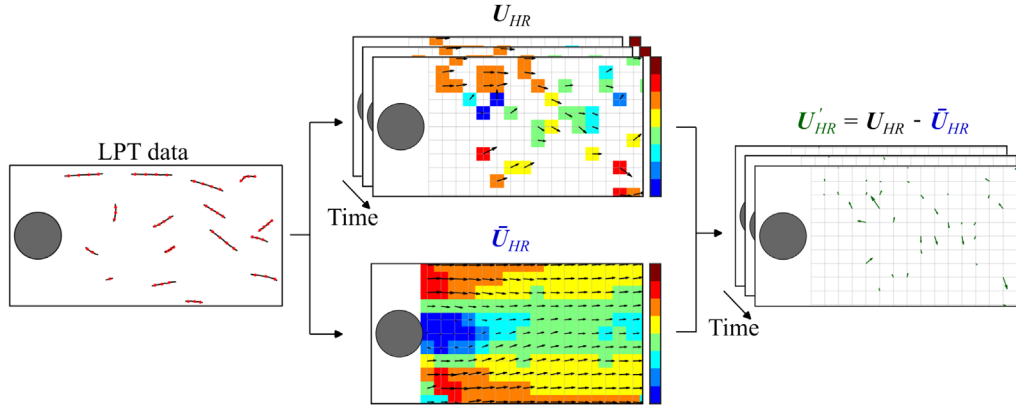 U_HR
U'_HR = U_HR - Ū_HR
LPT data
Time
Ū_HR
Time